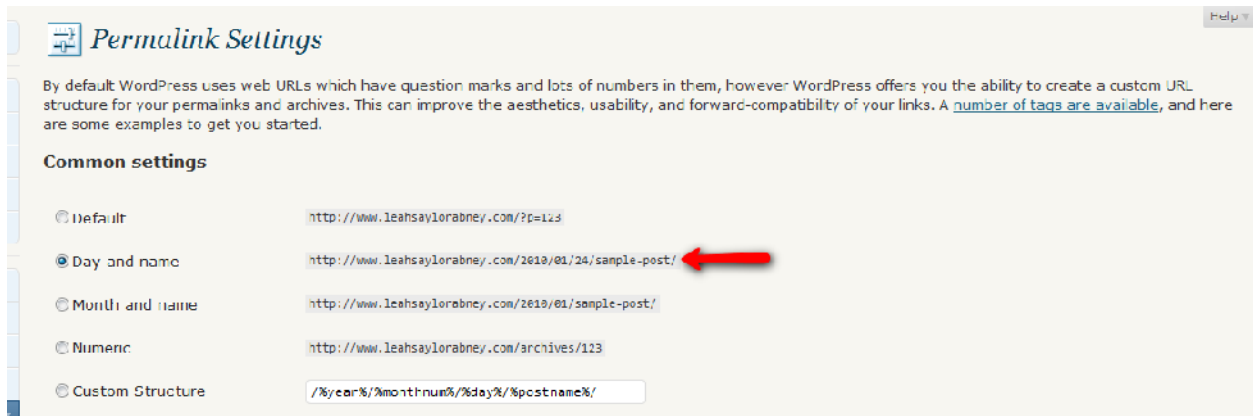 Help
Permalink Settings
By default WordPress uses web URLs which have question marks and lots of numbers in them, however WordPress offers you the ability to create a custom URL
structure for your permalinks and archives. This can improve the aesthetics, usability, and forward-compatibility of your links. A number of tags are available, and here
are some examples to get you started.
Common settings
Default http://www.leahsaylorabney.com/?p=123
Day and name http://www.leahsaylorabney.com/2010/01/24/sample-post/
Month and name http://www.leahsaylorabney.com/2010/01/sample-post/
Numeric http://www.leahsaylorabney.com/archives/123
Custom Structure /%year%/%monthnum%/%day%/%postname%/